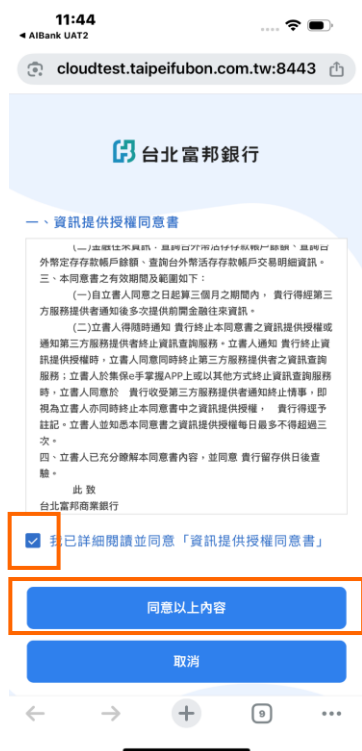 11:44
◀ AIBank UAT2
cloudtest.taipeifubon.com.tw:8443
台北富邦銀行
一、資訊提供授權同意書
(二)金融往來資訊、查詢台外幣活存存款帳戶餘額、查詢台
外幣定存存款帳戶餘額、查詢台外幣活存存款帳戶交易明細資訊。
三、本同意書之有效期間及範圍如下：
(一)自立書人同意之日起算三個月之期間內， 貴行得經第三
方服務提供者通知後多次提供前開金融往來資訊。
(二)立書人得隨時通知 貴行終止本同意書之資訊提供授權或
通知第三方服務提供者終止資訊查詢服務。立書人通知 貴行終止資
訊提供授權時，立書人同意同時終止第三方服務提供者之資訊查詢
服務；立書人於集保e手掌握APP上或以其他方式終止資訊查詢服務
時，立書人同意於 貴行收受第三方服務提供者通知終止情事，即
視為立書人亦同時終止本同意書中之資訊提供授權， 貴行得逕予
註記。立書人並知悉本同意書之資訊提供授權每日最多不得超過三
次。
四、立書人已充分瞭解本同意書內容，並同意 貴行留存供日後查
驗。
此 致
台北富邦商業銀行
我已詳細閱讀並同意「資訊提供授權同意書」
同意以上內容
取消
9